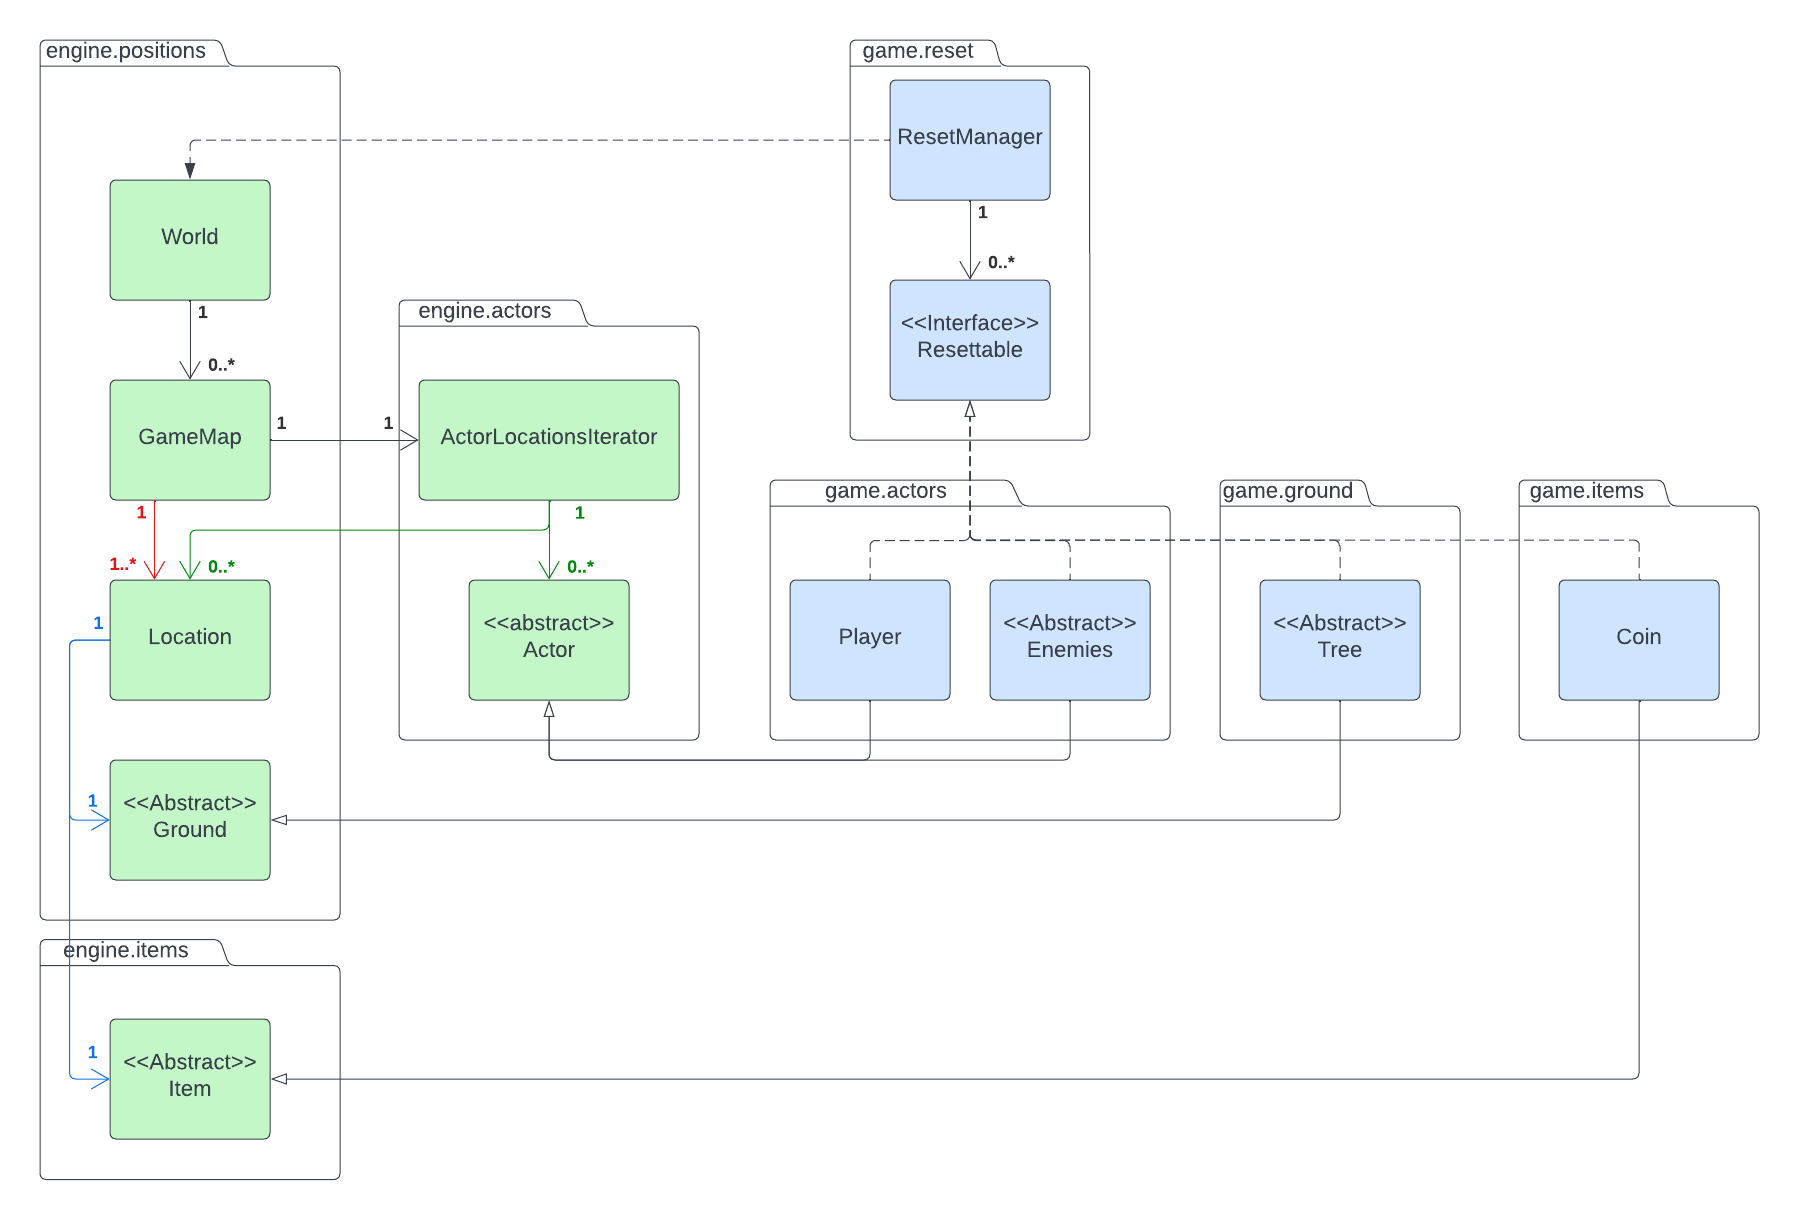 engine.positions
game.reset
ResetManager
World
1
0..*
1
0..*
<<Interface>>
Resettable
engine.actors
GameMap
1
1
ActorLocationsIterator
game.actors
game.ground
game.items
1
1..*
0..*
1
0..*
1
Location
<<abstract>>
Actor
Player
<<Abstract>>
Enemies
<<Abstract>>
Tree
Coin
1
<<Abstract>>
Ground
engine.items
1
<<Abstract>>
Item